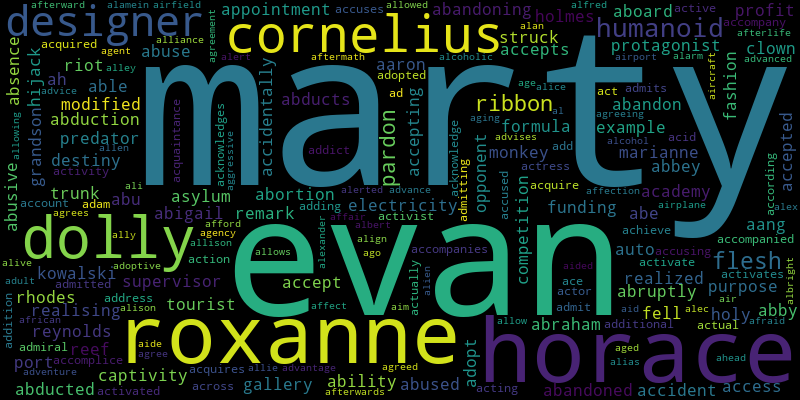 afterward alamein airfield
designer
appointment accuses allowed alan alfred
abandoning
holmes
aboard active profit
accompany
acquired agent alliance
cornelius
struck
humanoid
afterlife
absence
hijack
riot alley abuse
agreement
aftermath
alcoholic
accepts
protagonist
airport
alarm clown
advanced
ah able
accidentally
alert
aaron
adopted
age alice
act admits
aircraft
fashion
grandson
advice
modified
acquaintance
marty
abducts
ad
accepting
ribbon
al
agreeing
abandon
alcohol
allowing
abduction
predator
alien
acknowledges
aggressive
addict
pardon
aging
formula
advises
add
example
acid
marianne
according
accepted
destiny
activity
monkey
actress
abbey
abusive
trunk
ali
asylum
abortion
alerted advance
acknowledge
admitting
opponent
accused
acquire affection
academy
account adam abu
adding electricity
funding abe
airplane alex
agrees
abigail remark
alexander
affair albert activist
achieve
aang
dolly
ally
afford
agency
allison
action
allows
evan
align
ago
accompanies
actually
alien
competition
auto accusing
accompanied
activate
flesh
alive
adoptive
kowalski
adult admitted
supervisor
accept
affect
aim
ace
actor
aided
realized
activates
purpose
albright
addition
rhodes address alison
tourist
roxanne
allow
admit
abruptly
air
african
realising
aide
agree
abraham
fell
aid
additional
alec
holy
actual
abby
afraid
admiral
reynolds
port reef
accomplice
acquires allie advantage agreed
adopt
horace
aged
alias
ahead
adventure
captivity
across
gallery
ability
afterwards
abused
acting
abandoned
accident
access
abducted activated